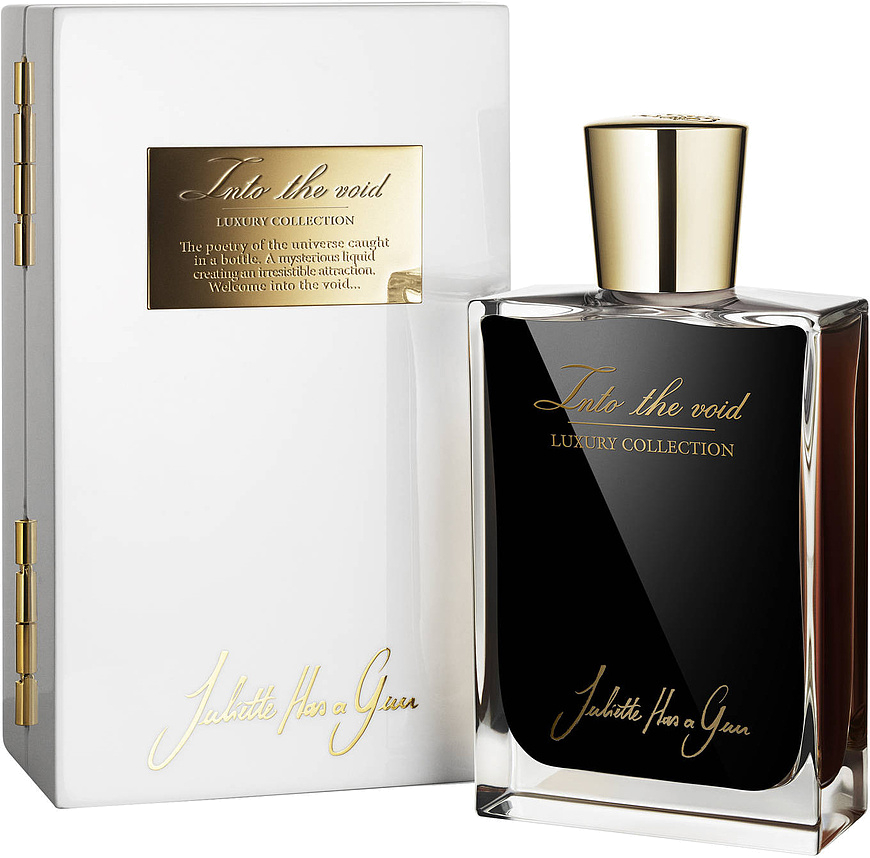 Into the void
LUXURY COLLECTION
The poetry of the universe caught
in a bottle. A mysterious liquid
creating an irresistible attraction.
Welcome into the void...
Juliette Has a Gun
Into the void
LUXURY COLLECTION
Juliette Has a Gun